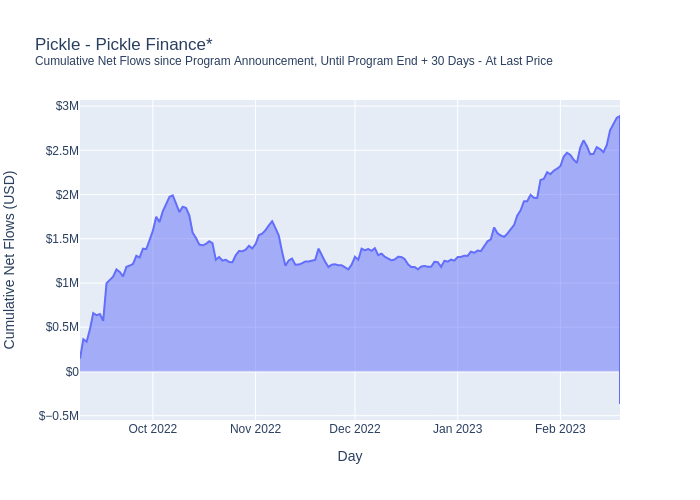 Pickle - Pickle Finance*
Cumulative Net Flows since Program Announcement, Until Program End + 30 Days - At Last Price
Cumulative Net Flows (USD)
$3M
$2.5M
$2M
$1.5M
$1M
$0.5M
$0
$−0.5M
Oct 2022
Nov 2022
Dec 2022
Jan 2023
Feb 2023
Day